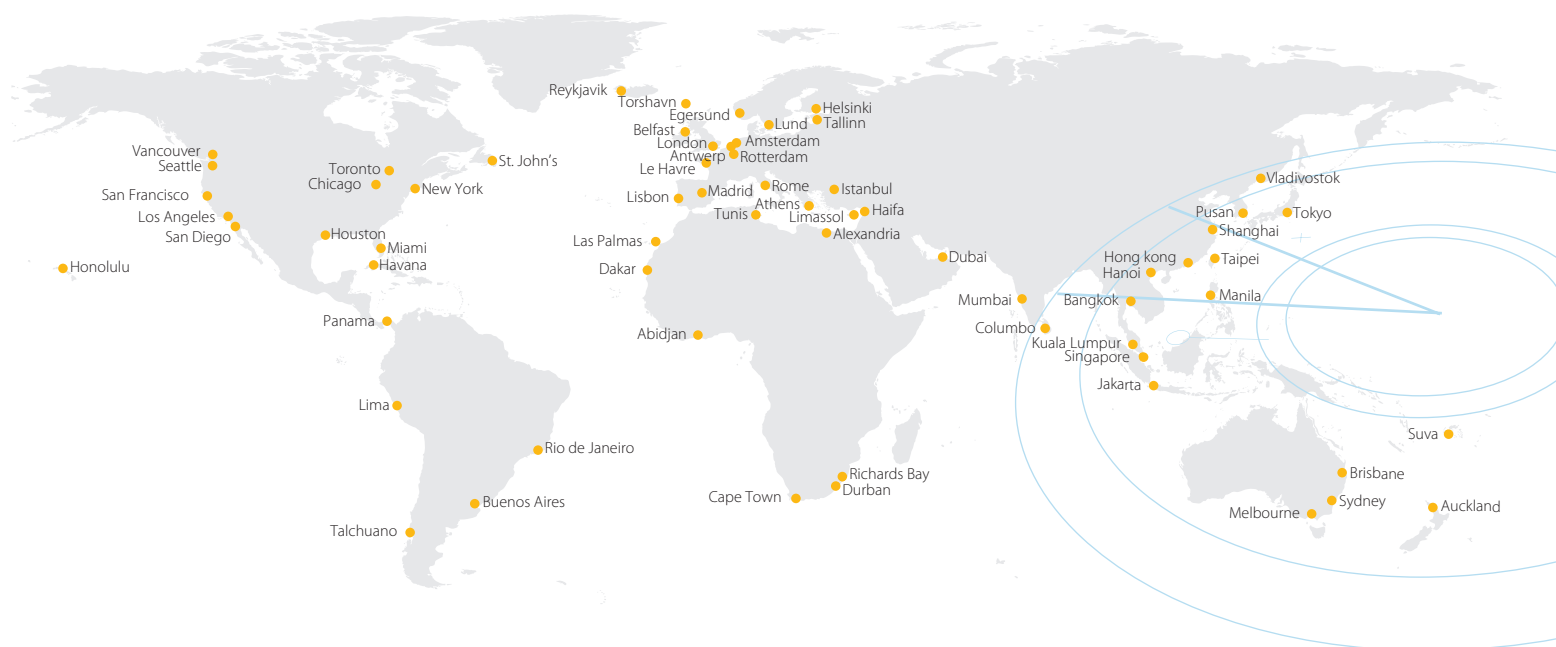 Reykjavik
Torshavn
Egersund
Helsinki
Tallinn
Lund
Belfast
London
Amsterdam
Antwerp
Rotterdam
Le Havre
Vancouver
Seattle
Toronto
Chicago
St. John's
New York
San Francisco
Los Angeles
San Diego
Houston
Miami
Havana
Honolulu
Panama
Lisbon
Madrid
Rome
Istanbul
Athens
Tunis
Limassol
Haifa
Alexandria
Las Palmas
Dakar
Dubai
Abidjan
Mumbai
Columbo
Vladivostok
Pusan
Tokyo
Shanghai
Hong kong
Taipei
Hanoi
Bangkok
Manila
Kuala Lumpur
Singapore
Jakarta
Lima
Rio de Janeiro
Buenos Aires
Talchuano
Richards Bay
Durban
Cape Town
Suva
Brisbane
Sydney
Melbourne
Auckland